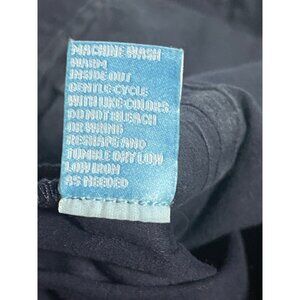 MACHINE WASH
WARM
INSIDE OUT
GENTLE CYCLE
WITH LIKE COLORS
DO NOT BLEACH
OR WRING
RESHAPE AND
TUMBLE DRY LOW
LOW IRON
AS NEEDED